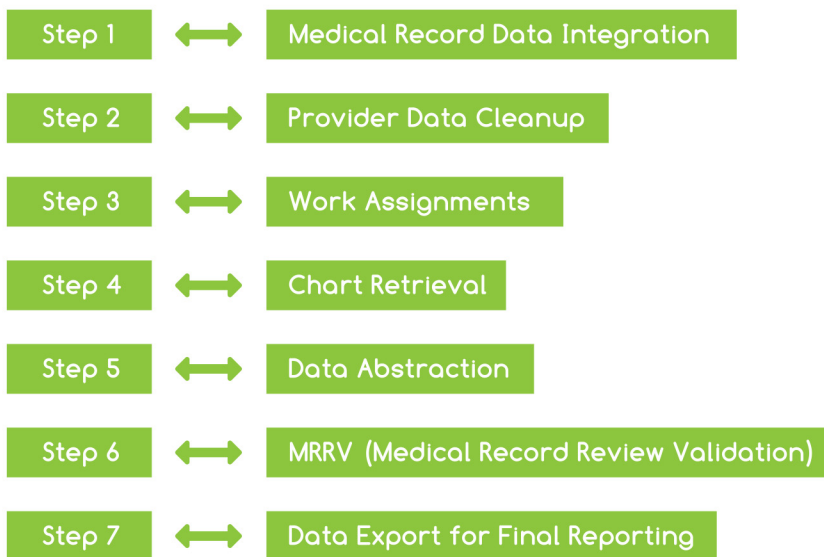 Step 1 Medical Record Data Integration
Step 2 Provider Data Cleanup
Step 3 Work Assignments
Step 4 Chart Retrieval
Step 5 Data Abstraction
Step 6 MRRV (Medical Record Review Validation)
Step 7 Data Export for Final Reporting